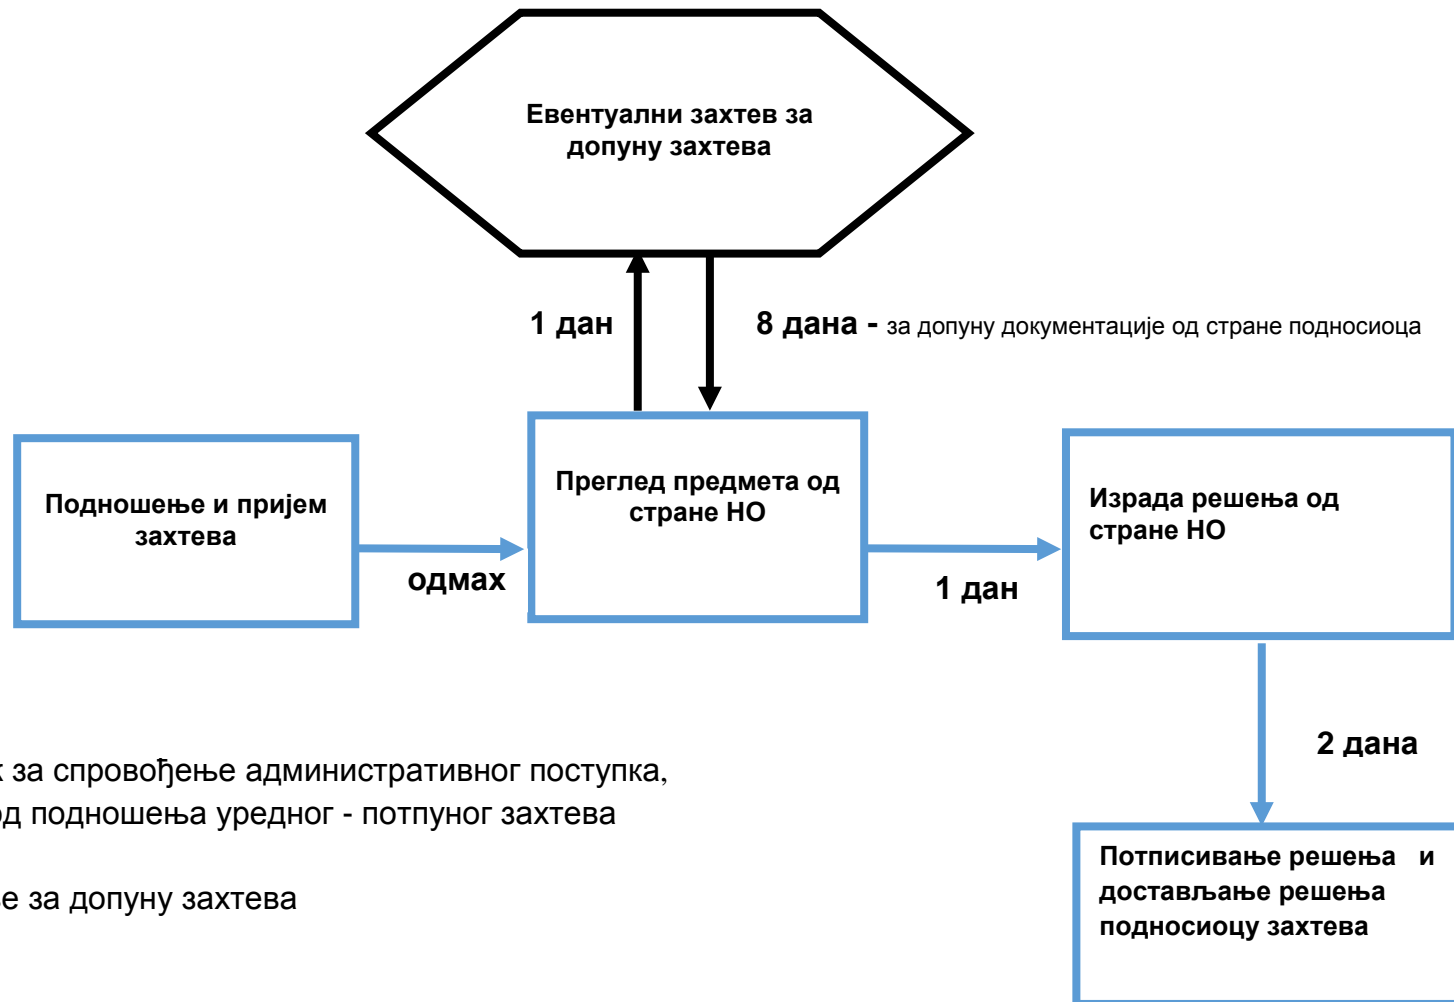 Евентуални захтев за
допуну захтева
1 дан
8 дана - за допуну документације од стране подносиоца
Подношење и пријем
захтева
одмах
Преглед предмета од
стране НО
1 дан
Израда решења од
стране НО
2 дана
за спровођење административног поступка,
од подношења уредног - потпуног захтева
за допуну захтева
Потписивање решења и
достављање решења
подносиоцу захтева